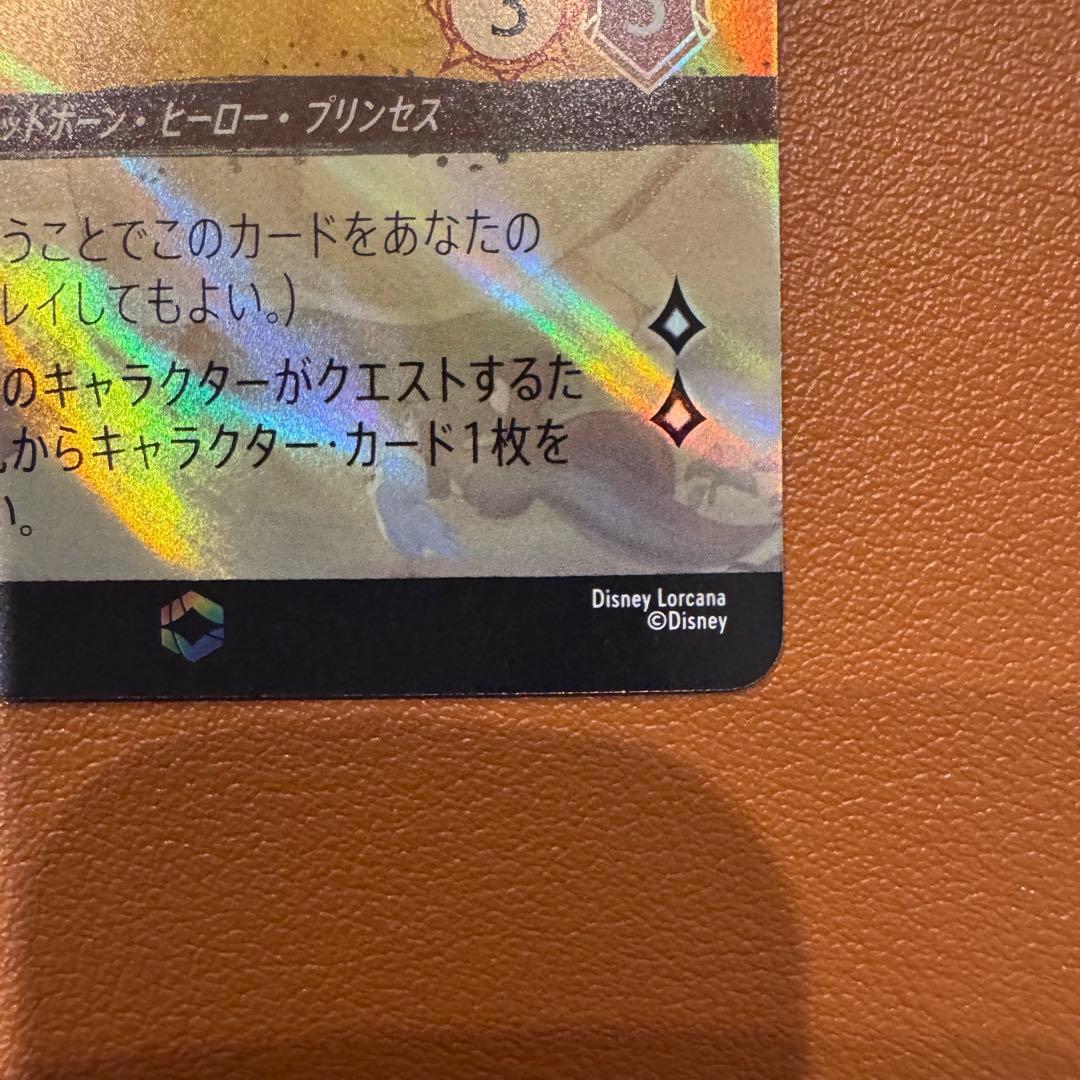 3 5
ッドボーン・ヒーロー・プリンセス
うことでこのカードをあなたの
レイしてもよい。)
のキャラクターがクエストするた
からキャラクター・カード1枚を
い。
Disney Lorcana
©Disney